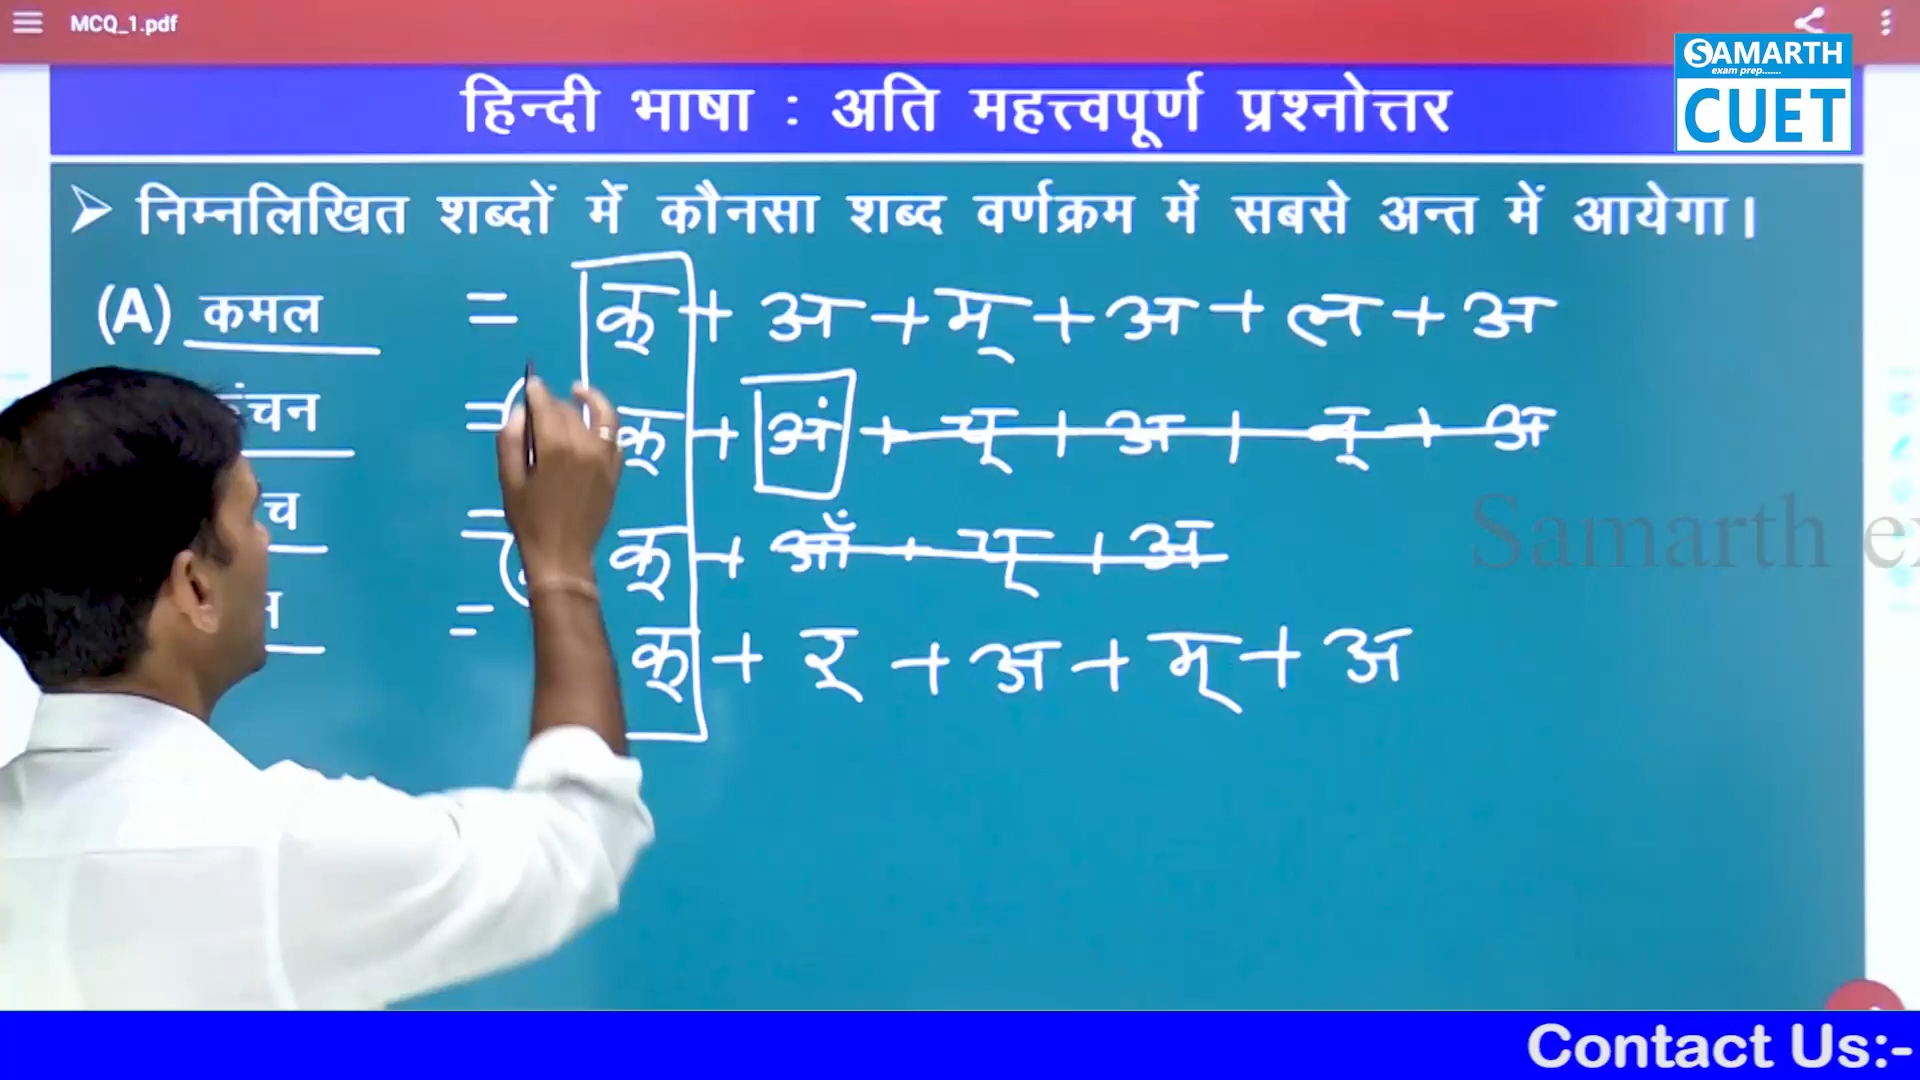 MCQ_1.pdf
SAMARTH
exam prep.......
CUET
हिन्दी भाषा : अति महत्त्वपूर्ण प्रश्नोत्तर
➢ निम्नलिखित शब्दों में कौनसा शब्द वर्णक्रम में सबसे अन्त में आयेगा।
(A) कमल = क् + अ + म् + अ + ल + अ
= क् + अं + च् + अ + न् + अ
= क् + आँ + च् + अ
= क् + र् + अ + म् + अ
Samarth
Contact Us:-